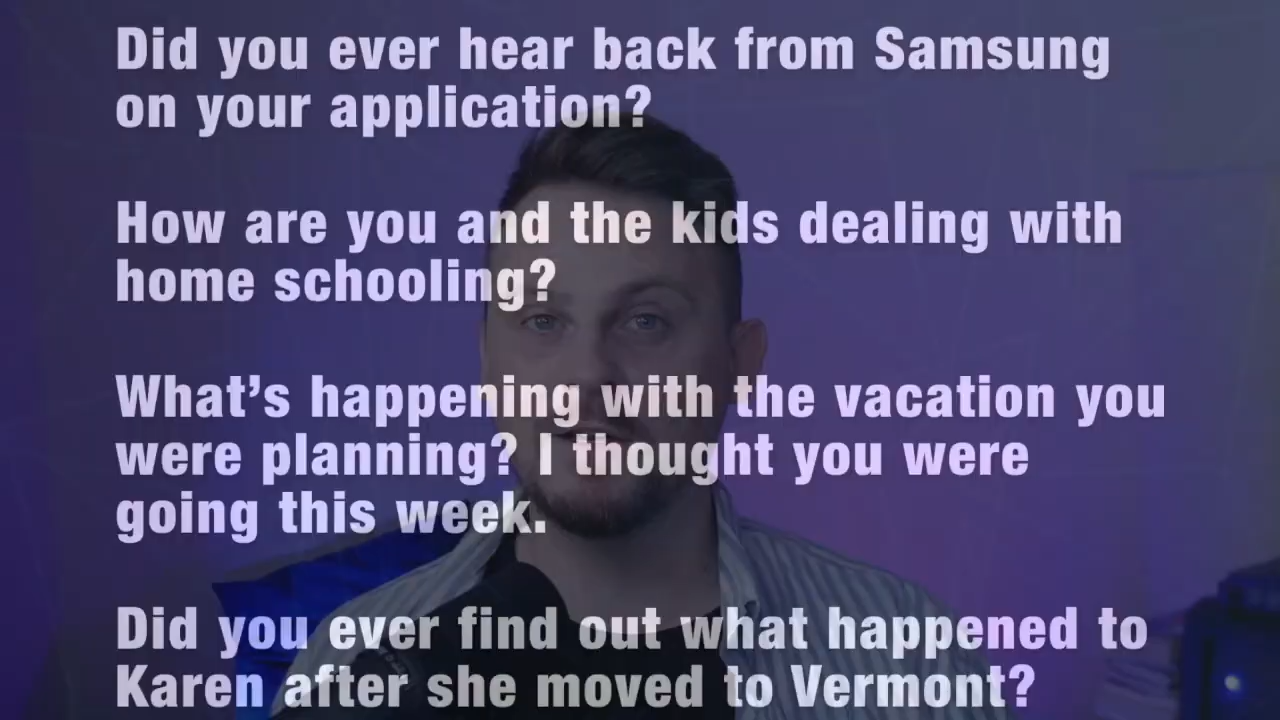 Did you ever hear back from Samsung
on your application?
How are you and the kids dealing with
home schooling?
What’s happening with the vacation you
were planning? I thought you were
going this week.
Did you ever find out what happened to
Karen after she moved to Vermont?